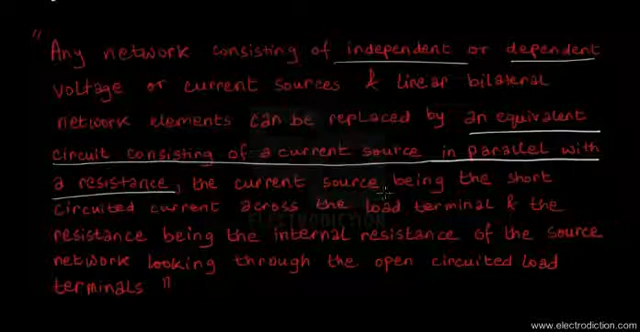 " Any network consisting of independent or dependent
voltage or current sources & linear bilateral
network elements can be replaced by an equivalent
circuit consisting of a current source in parallel with
a resistance, the current source, being the short
circuited current across the load terminal & the
resistance being the internal resistance of the source
network looking through the open circuited load
terminals "
ELECTRODICTION
www.electrodiction.com